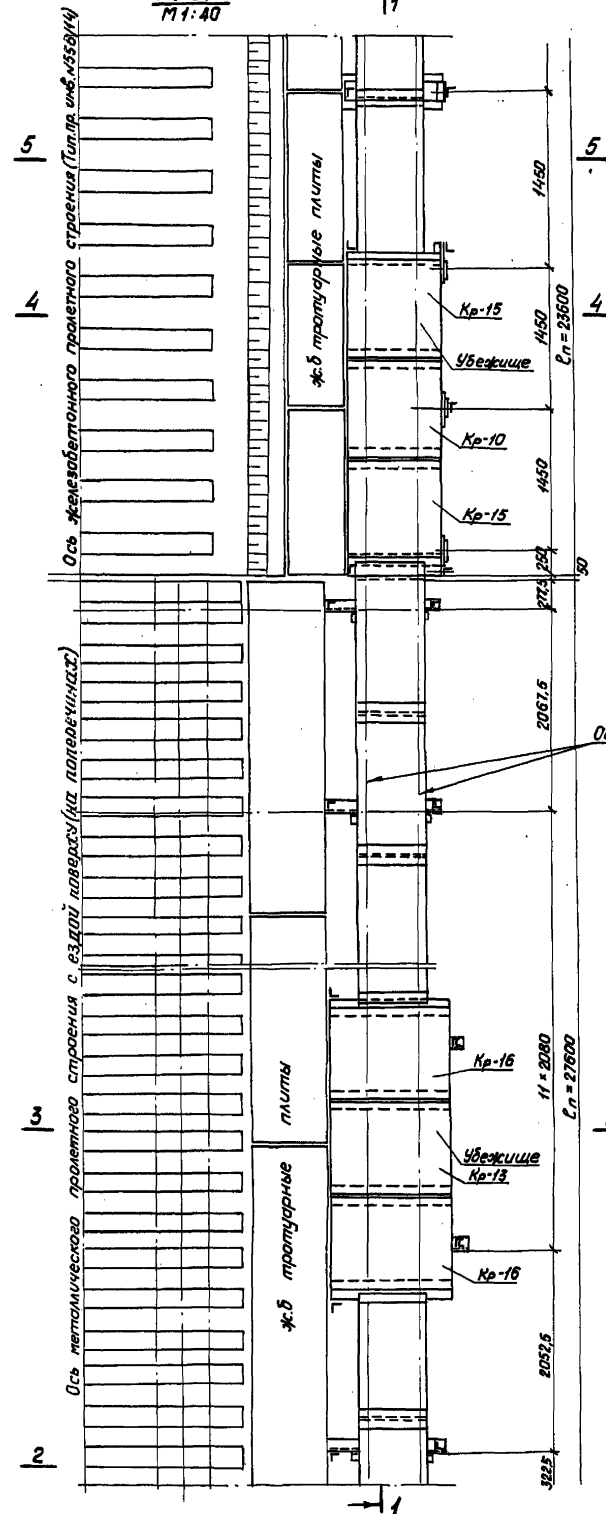 М 1:40
1
Ось железобетонного пролетного строения (Тип. пр. инв. №556/14)
5
5
4
4
ж.б тротуарные плиты
Кр-15
Убежище
Кр-10
Кр-15
1450
1450
1450
250
50
ℓп = 23600
277,5
2067,5
Ось металлического пролетного строения с ездой поверху (на поперечинах)
3
2
ж.б тротуарные плиты
Кр-16
Убежище
Кр-13
Кр-16
11 × 2080
ℓп = 27600
2052,5
322,5
1